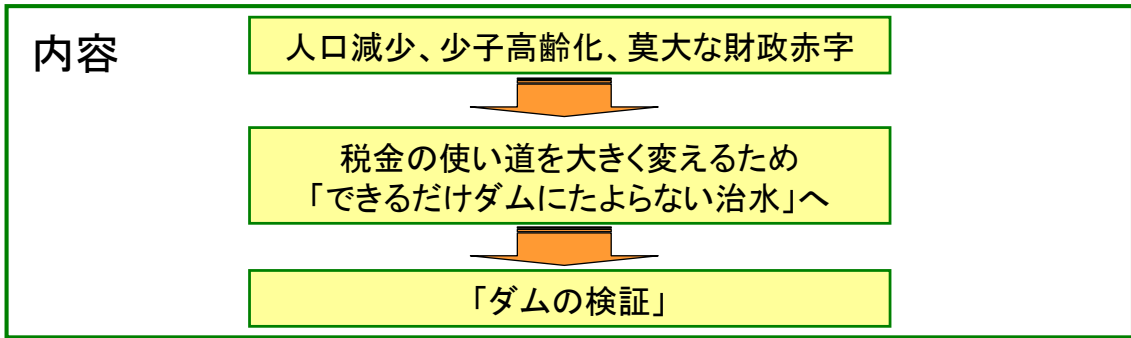 内容
人口減少、少子高齢化、莫大な財政赤字
税金の使い道を大きく変えるため
「できるだけダムにたよらない治水」へ
「ダムの検証」